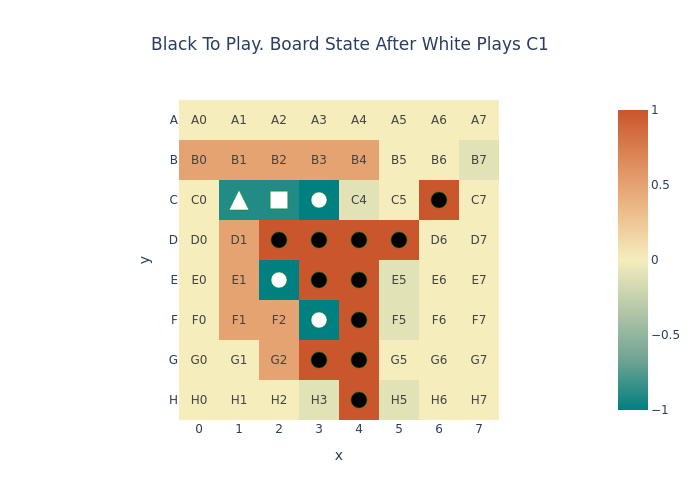 Black To Play. Board State After White Plays C1
A A0 A1 A2 A3 A4 A5 A6 A7
B B0 B1 B2 B3 B4 B5 B6 B7
C C0 C4 C5 C7
D D0 D1 D6 D7
E E0 E1 E5 E6 E7
F F0 F1 F2 F5 F6 F7
G G0 G1 G2 G5 G6 G7
H H0 H1 H2 H3 H5 H6 H7
0 1 2 3 4 5 6 7
x
y
1
0.5
0
−0.5
−1